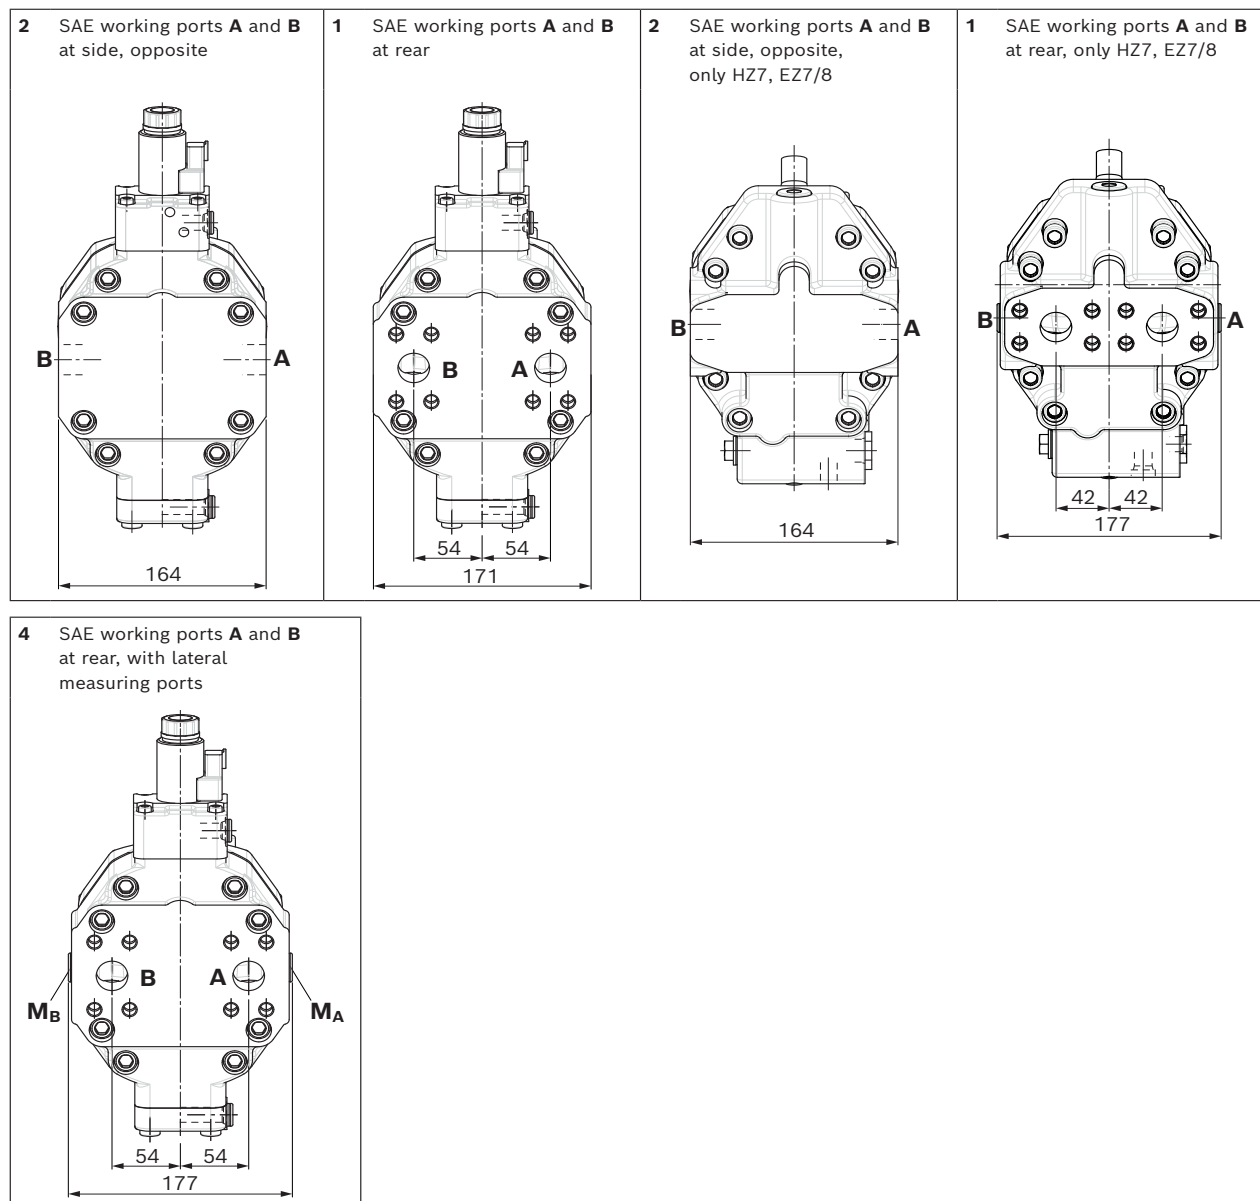 2 SAE working ports A and B
at side, opposite
B
A
164
1 SAE working ports A and B
at rear
B
A
54
54
171
2 SAE working ports A and B
at side, opposite,
only HZ7, EZ7/8
B
A
164
1 SAE working ports A and B
at rear, only HZ7, EZ7/8
B
A
42
42
177
4 SAE working ports A and B
at rear, with lateral
measuring ports
B
A
MB
MA
54
54
177